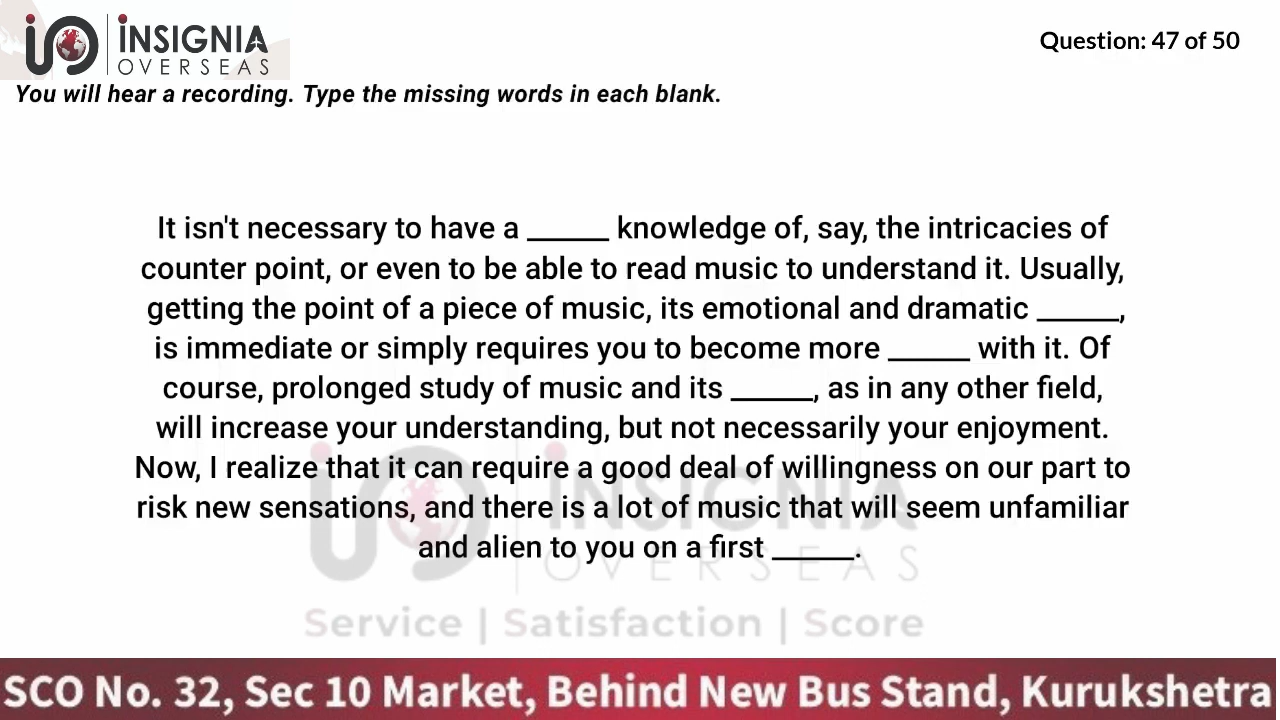 iNSIGNIA
OVERSEAS
Question: 47 of 50
You will hear a recording. Type the missing words in each blank.
It isn't necessary to have a ______ knowledge of, say, the intricacies of
counter point, or even to be able to read music to understand it. Usually,
getting the point of a piece of music, its emotional and dramatic ______,
is immediate or simply requires you to become more ______ with it. Of
course, prolonged study of music and its ______, as in any other field,
will increase your understanding, but not necessarily your enjoyment.
Now, I realize that it can require a good deal of willingness on our part to
risk new sensations, and there is a lot of music that will seem unfamiliar
and alien to you on a first ______.
iNSIGNIA
OVERSEAS
Service | Satisfaction | Score
SCO No. 32, Sec 10 Market, Behind New Bus Stand, Kurukshetra